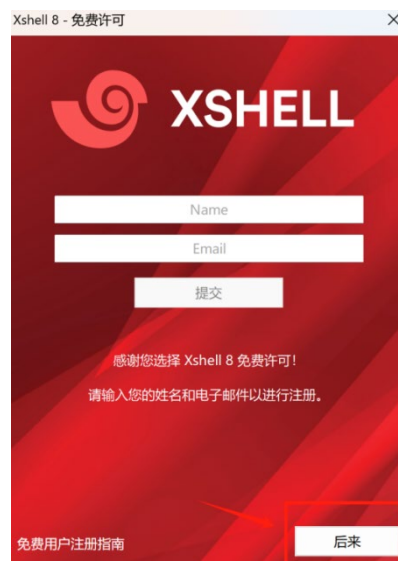 Xshell 8 - 免费许可
XSHELL
Name
Email
提交
感谢您选择 Xshell 8 免费许可!
请输入您的姓名和电子邮件以进行注册。
免费用户注册指南
后来